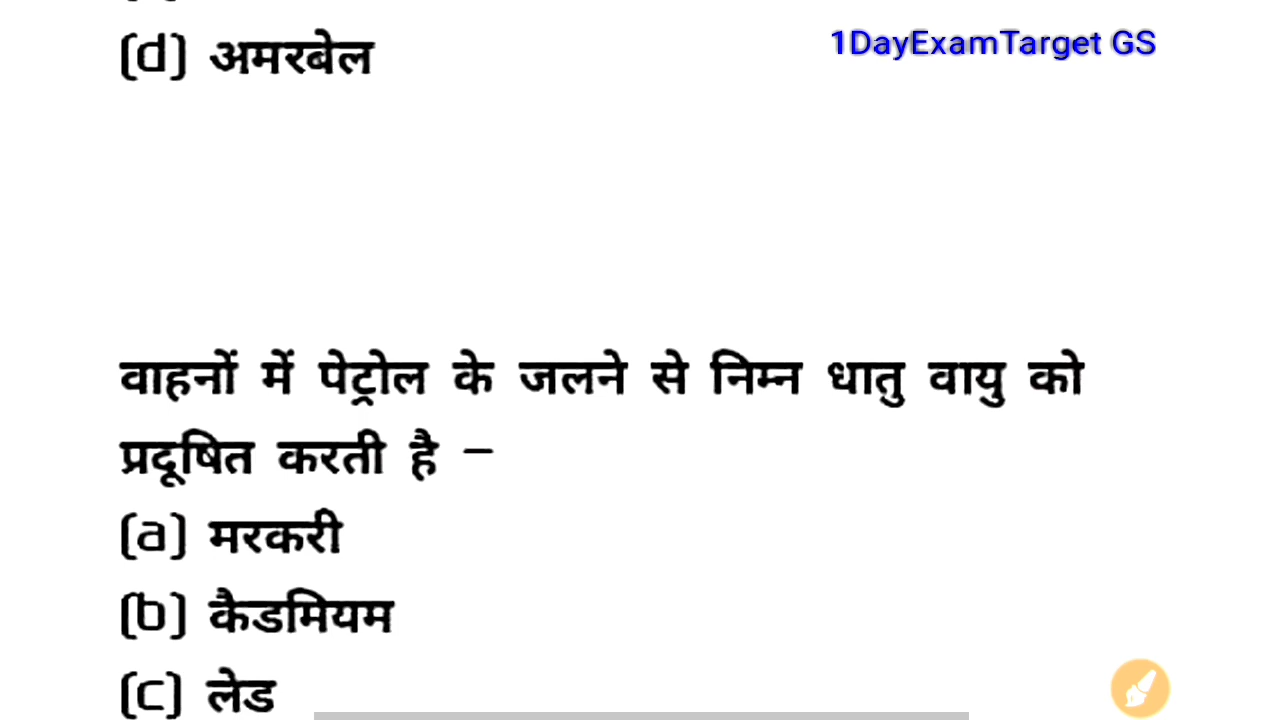 (d) अमरबेल
1DayExamTarget GS
वाहनों में पेट्रोल के जलने से निम्न धातु वायु को
प्रदूषित करती है –
(a) मरकरी
(b) कैडमियम
(c) लेड